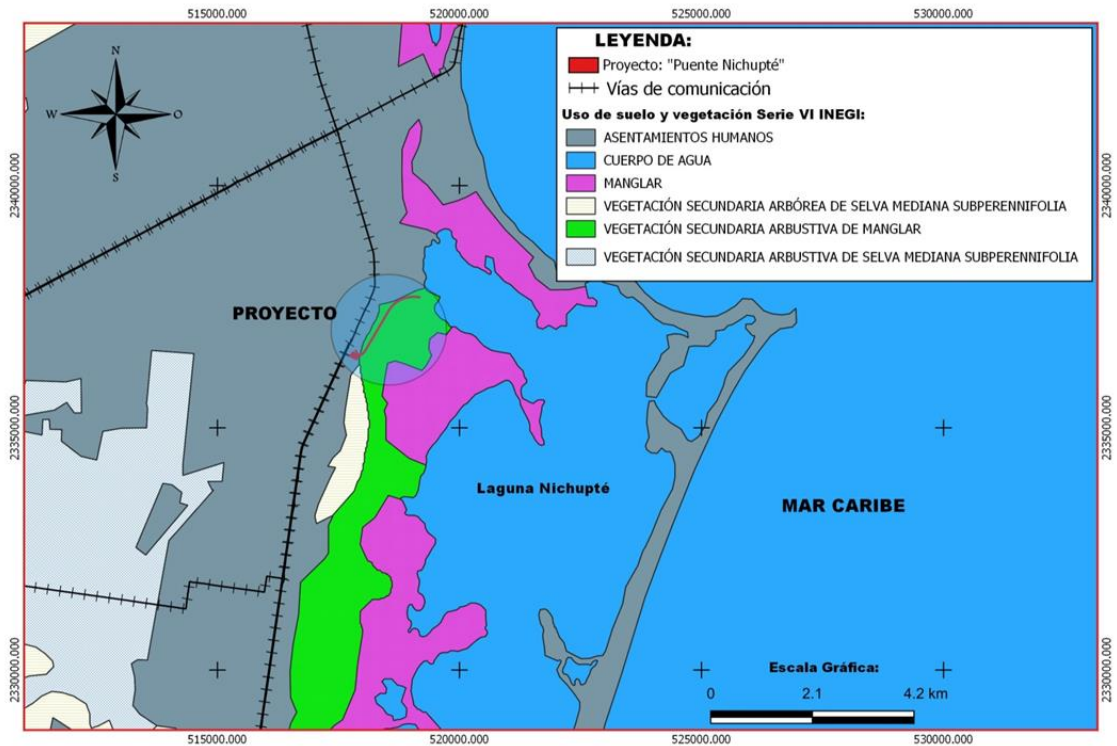 515000.000 520000.000 525000.000 530000.000
LEYENDA:
Proyecto: "Puente Nichupté"
Vías de comunicación
Uso de suelo y vegetación Serie VI INEGI:
ASENTAMIENTOS HUMANOS
CUERPO DE AGUA
MANGLAR
VEGETACIÓN SECUNDARIA ARBÓREA DE SELVA MEDIANA SUBPERENNIFOLIA
VEGETACIÓN SECUNDARIA ARBUSTIVA DE MANGLAR
VEGETACIÓN SECUNDARIA ARBUSTIVA DE SELVA MEDIANA SUBPERENNIFOLIA
N
W O
S
2340000.000 2340000.000
PROYECTO
2335000.000 2335000.000
Laguna Nichupté
MAR CARIBE
2330000.000 2330000.000
Escala Gráfica:
0 2.1 4.2 km
515000.000 520000.000 525000.000 530000.000